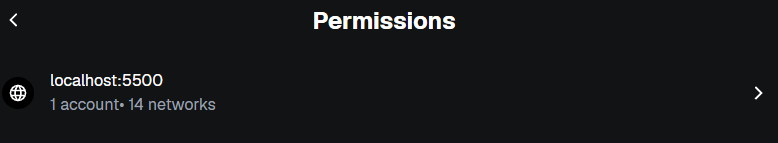 Permissions
localhost:5500
1 account• 14 networks